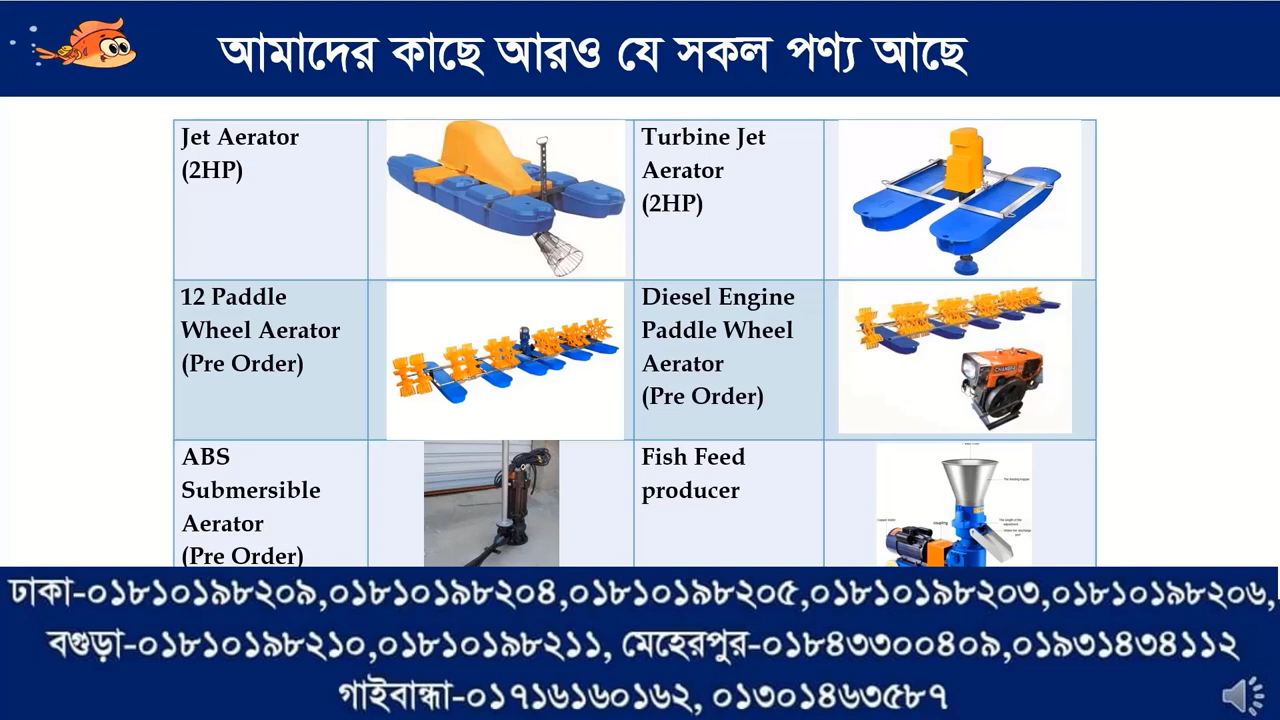 আমাদের কাছে আরও যে সকল পণ্য আছে
Jet Aerator
(2HP)
Turbine Jet
Aerator
(2HP)
12 Paddle
Wheel Aerator
(Pre Order)
Diesel Engine
Paddle Wheel
Aerator
(Pre Order)
ABS
Submersible
Aerator
(Pre Order)
Fish Feed
producer
coupling
ঢাকা-০১৮১০১৯৮২০৯,০১৮১০১৯৮২০৪,০১৮১০১৯৮২০৫,০১৮১০১৯৮২০৩,০১৮১০১৯৮২০৬,
বগুড়া-০১৮১০১৯৮২১০,০১৮১০১৯৮২১১, মেহেরপুর-০১৮৪৩৩০০৪০৯,০১৯৩১৪৩৪১১২
গাইবান্ধা-০১৭১৬১৬০১৬২, ০১৩০১৪৬৩৫৮৭